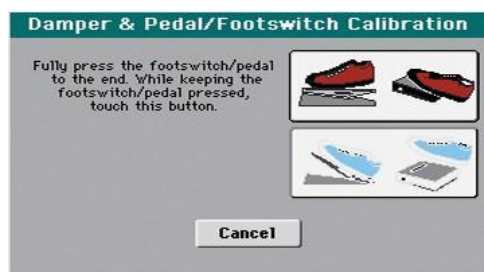 Damper & Pedal/Footswitch Calibration
Fully press the footswitch/pedal
to the end. While keeping the
footswitch/pedal pressed,
touch this button.
Cancel